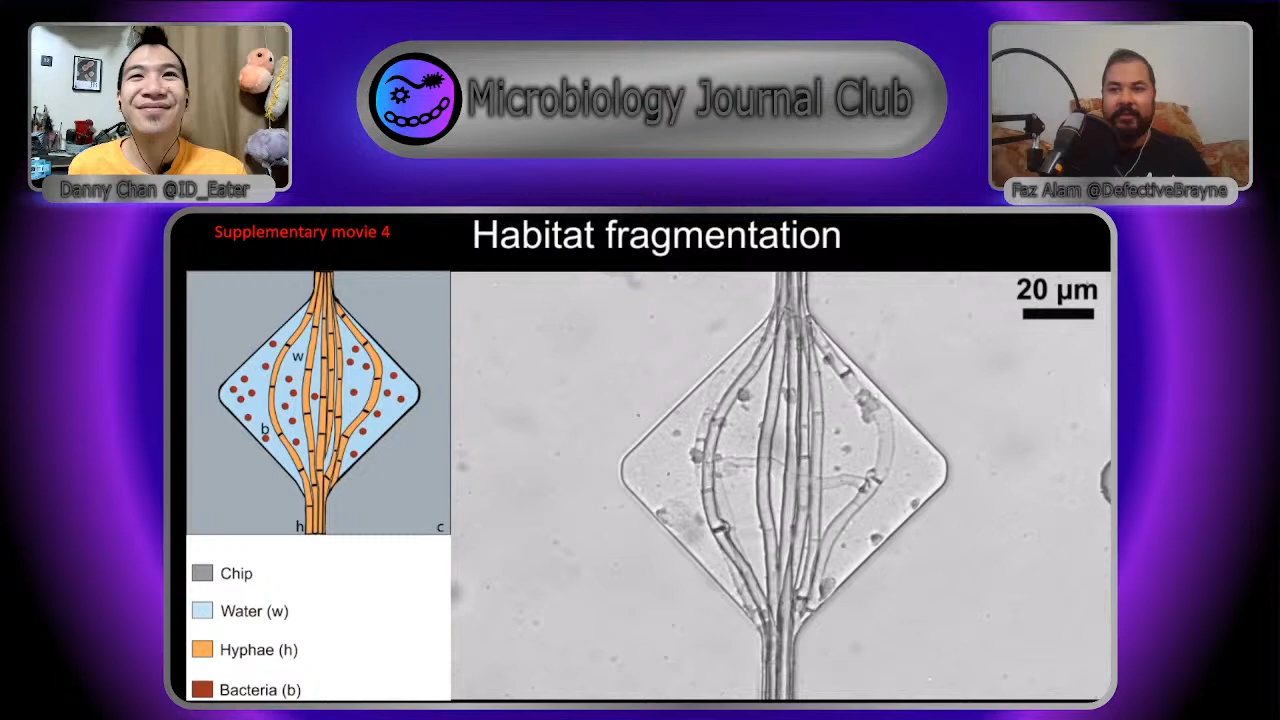 Microbiology Journal Club
Danny Chan @ID_Eater
Faz Alam @DefectiveBrayne
Supplementary movie 4
Habitat fragmentation
20 µm
w
b
h
c
Chip
Water (w)
Hyphae (h)
Bacteria (b)